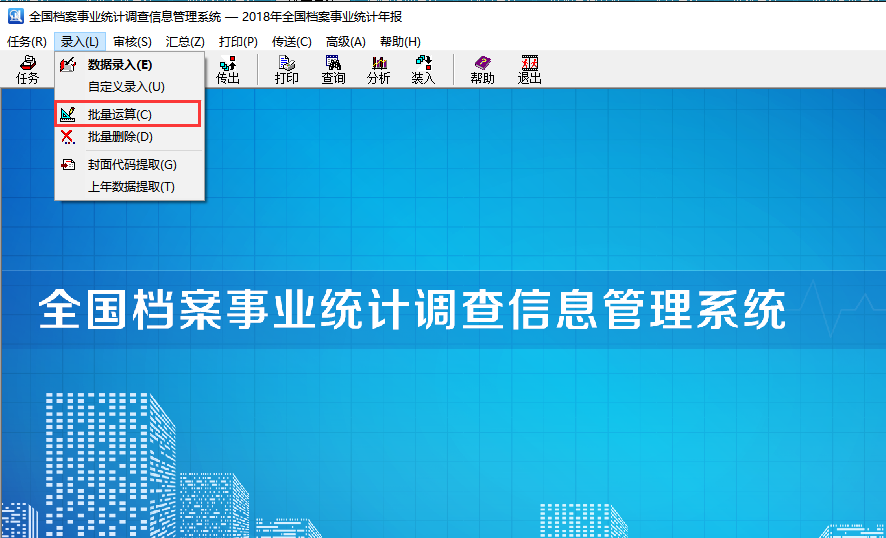 全国档案事业统计调查信息管理系统 — 2018年全国档案事业统计年报
任务(R) 录入(L) 审核(S) 汇总(Z) 打印(P) 传送(C) 高级(A) 帮助(H)
任务 传出 打印 查询 分析 装入 帮助 退出
数据录入(E)
自定义录入(U)
批量运算(C)
批量删除(D)
封面代码提取(G)
上年数据提取(T)
全国档案事业统计调查信息管理系统